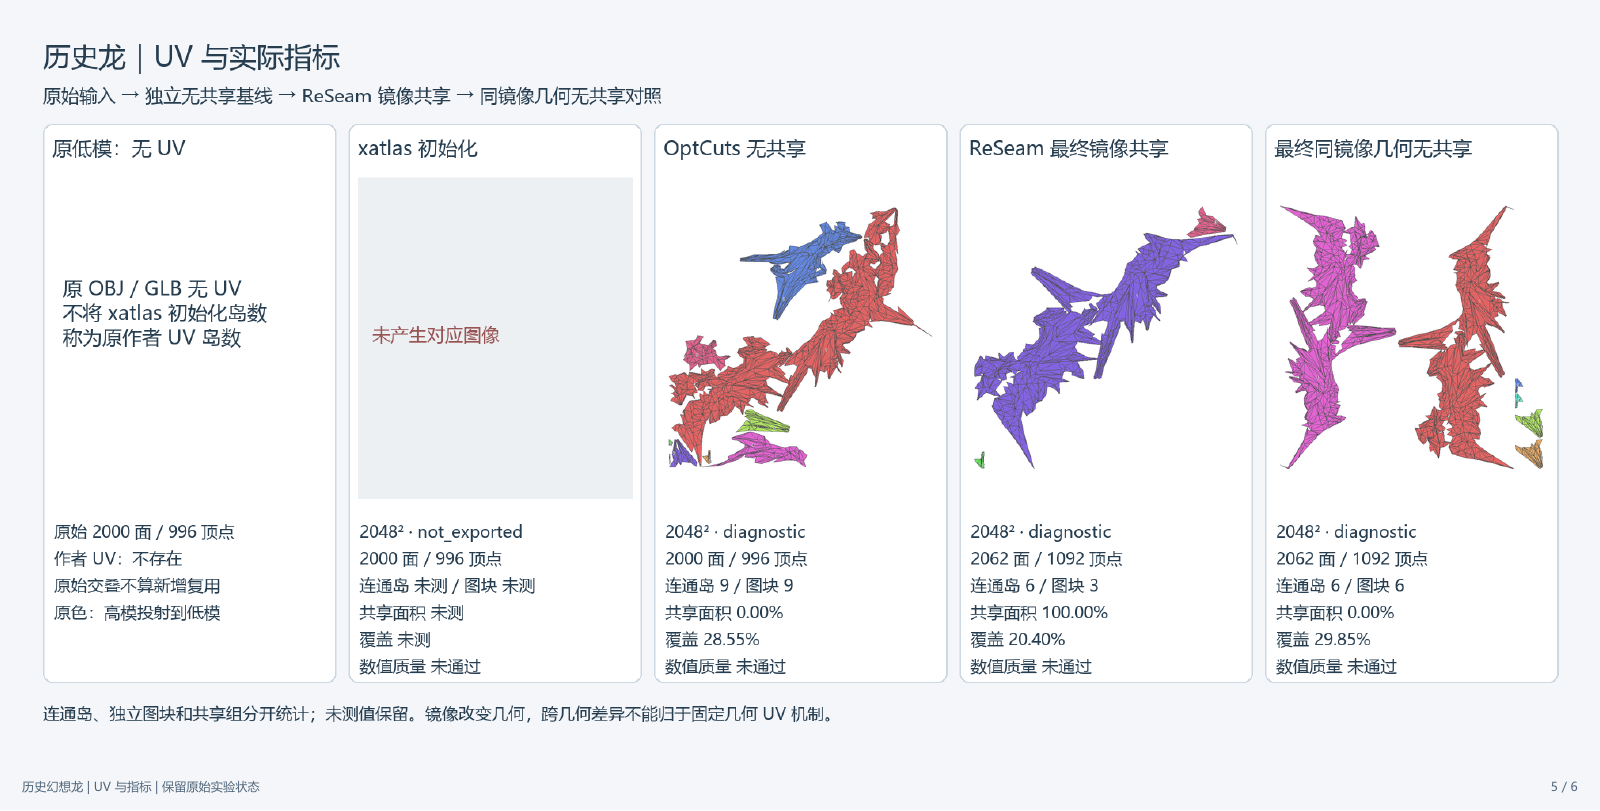 历史龙 | UV 与实际指标
原始输入 → 独立无共享基线 → ReSeam 镜像共享 → 同镜像几何无共享对照
原低模：无 UV
原 OBJ / GLB 无 UV
不将 xatlas 初始化岛数
称为原作者 UV 岛数
原始 2000 面 / 996 顶点
作者 UV：不存在
原始交叠不算新增复用
原色：高模投射到低模
xatlas 初始化
未产生对应图像
2048² · not_exported
2000 面 / 996 顶点
连通岛 未测 / 图块 未测
共享面积 未测
覆盖 未测
数值质量 未通过
OptCuts 无共享
2048² · diagnostic
2000 面 / 996 顶点
连通岛 9 / 图块 9
共享面积 0.00%
覆盖 28.55%
数值质量 未通过
ReSeam 最终镜像共享
2048² · diagnostic
2062 面 / 1092 顶点
连通岛 6 / 图块 3
共享面积 100.00%
覆盖 20.40%
数值质量 未通过
最终同镜像几何无共享
2048² · diagnostic
2062 面 / 1092 顶点
连通岛 6 / 图块 6
共享面积 0.00%
覆盖 29.85%
数值质量 未通过
连通岛、独立图块和共享组分开统计；未测值保留。镜像改变几何，跨几何差异不能归于固定几何 UV 机制。
历史幻想龙 | UV 与指标 | 保留原始实验状态
5 / 6